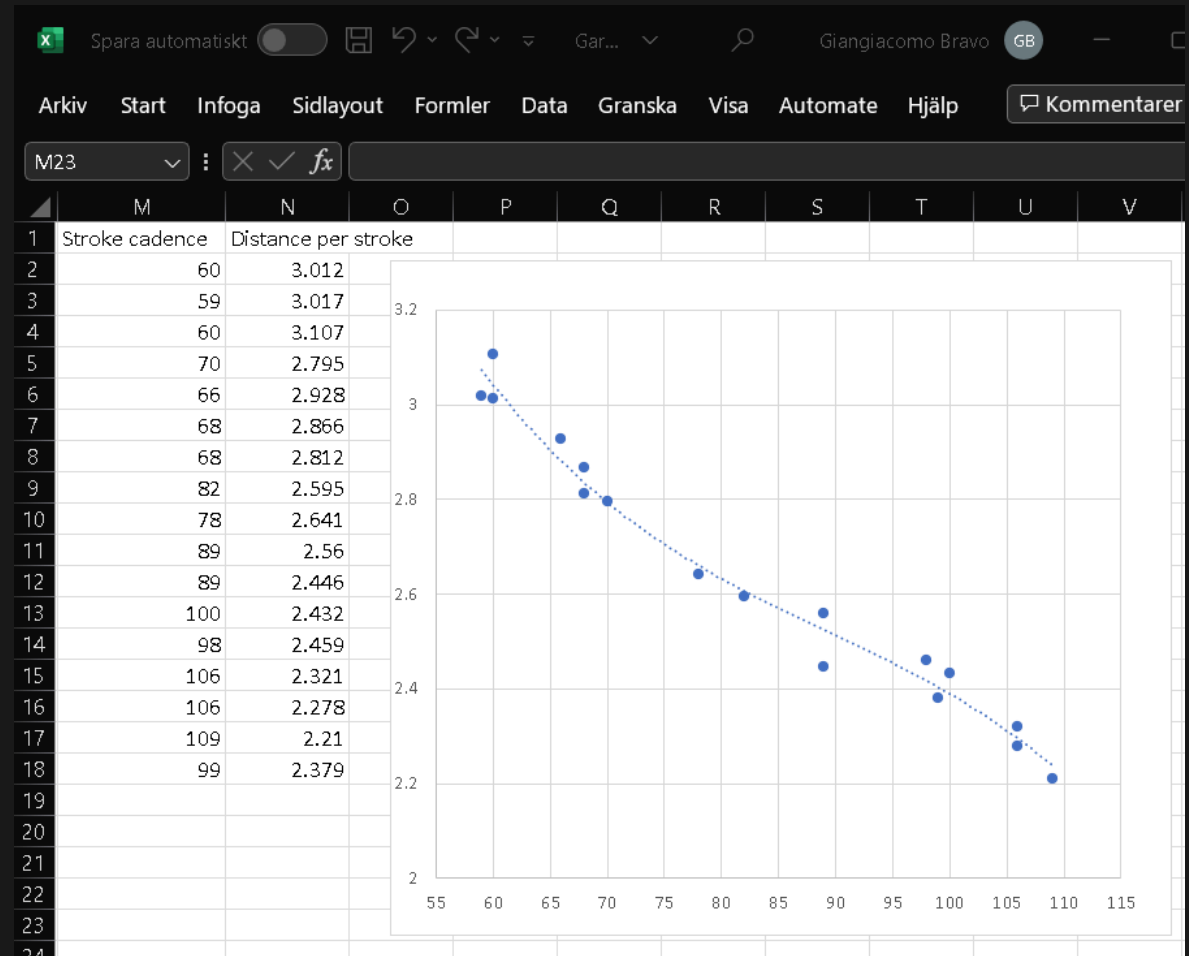 Spara automatiskt Gar... Giangiacomo Bravo GB
Arkiv Start Infoga Sidlayout Formler Data Granska Visa Automate Hjälp Kommentarer
M23 fx
M N O P Q R S T U V
1 Stroke cadence Distance per stroke
2 60 3.012
3 59 3.017
4 60 3.107
5 70 2.795
6 66 2.928
7 68 2.866
8 68 2.812
9 82 2.595
10 78 2.641
11 89 2.56
12 89 2.446
13 100 2.432
14 98 2.459
15 106 2.321
16 106 2.278
17 109 2.21
18 99 2.379
19
20
21
22
23
24
3.2
3
2.8
2.6
2.4
2.2
2
55 60 65 70 75 80 85 90 95 100 105 110 115